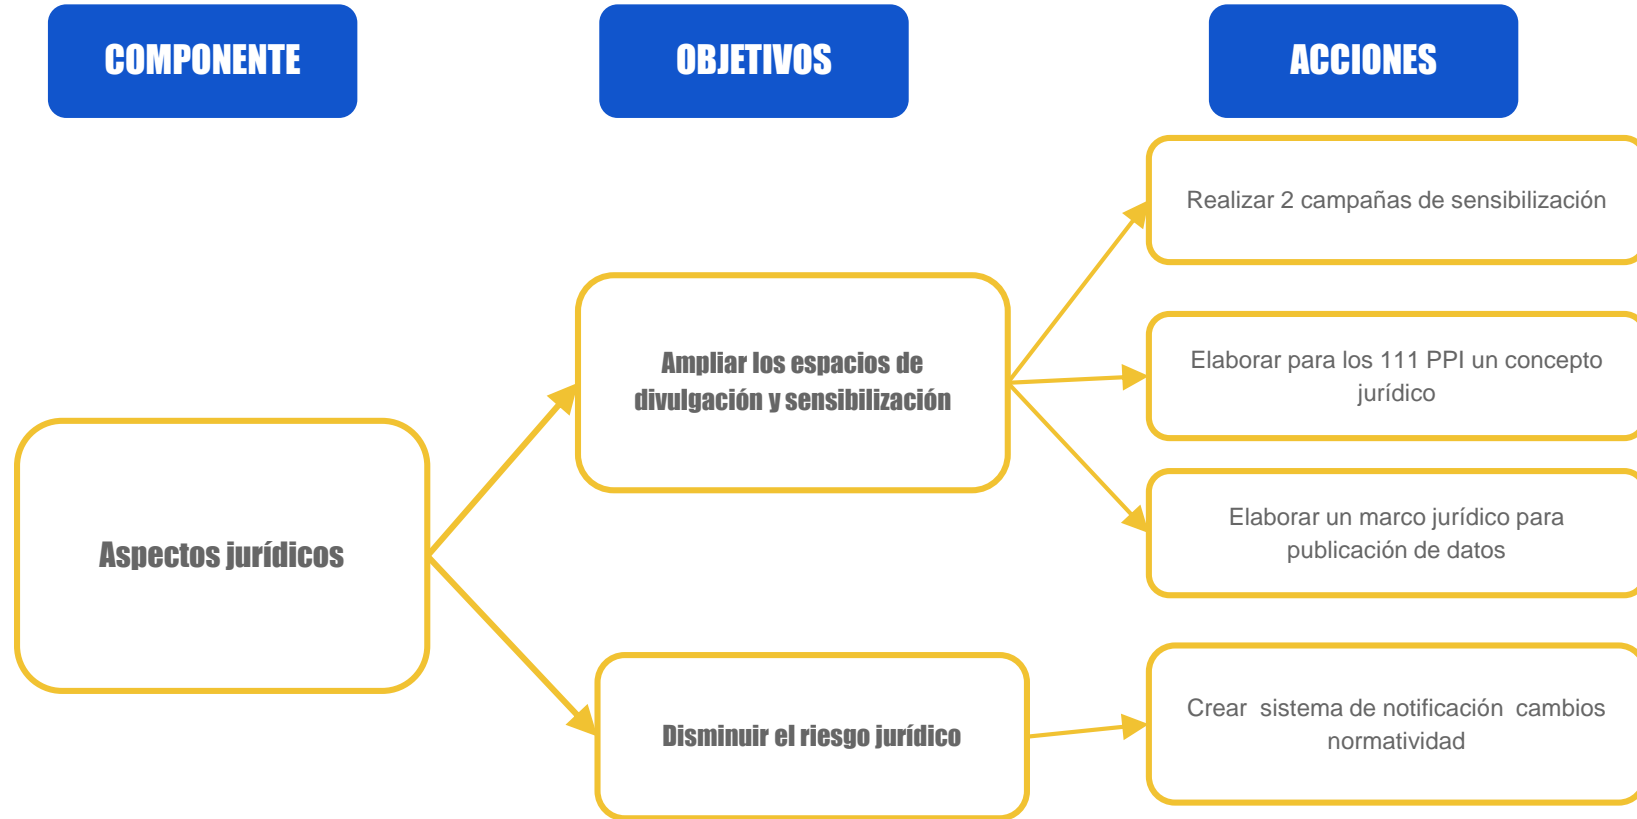 COMPONENTE
OBJETIVOS
ACCIONES
Realizar 2 campañas de sensibilización
Ampliar los espacios de
divulgación y sensibilización
Elaborar para los 111 PPI un concepto
jurídico
Elaborar un marco jurídico para
publicación de datos
Aspectos jurídicos
Disminuir el riesgo jurídico
Crear  sistema de notificación  cambios
normatividad